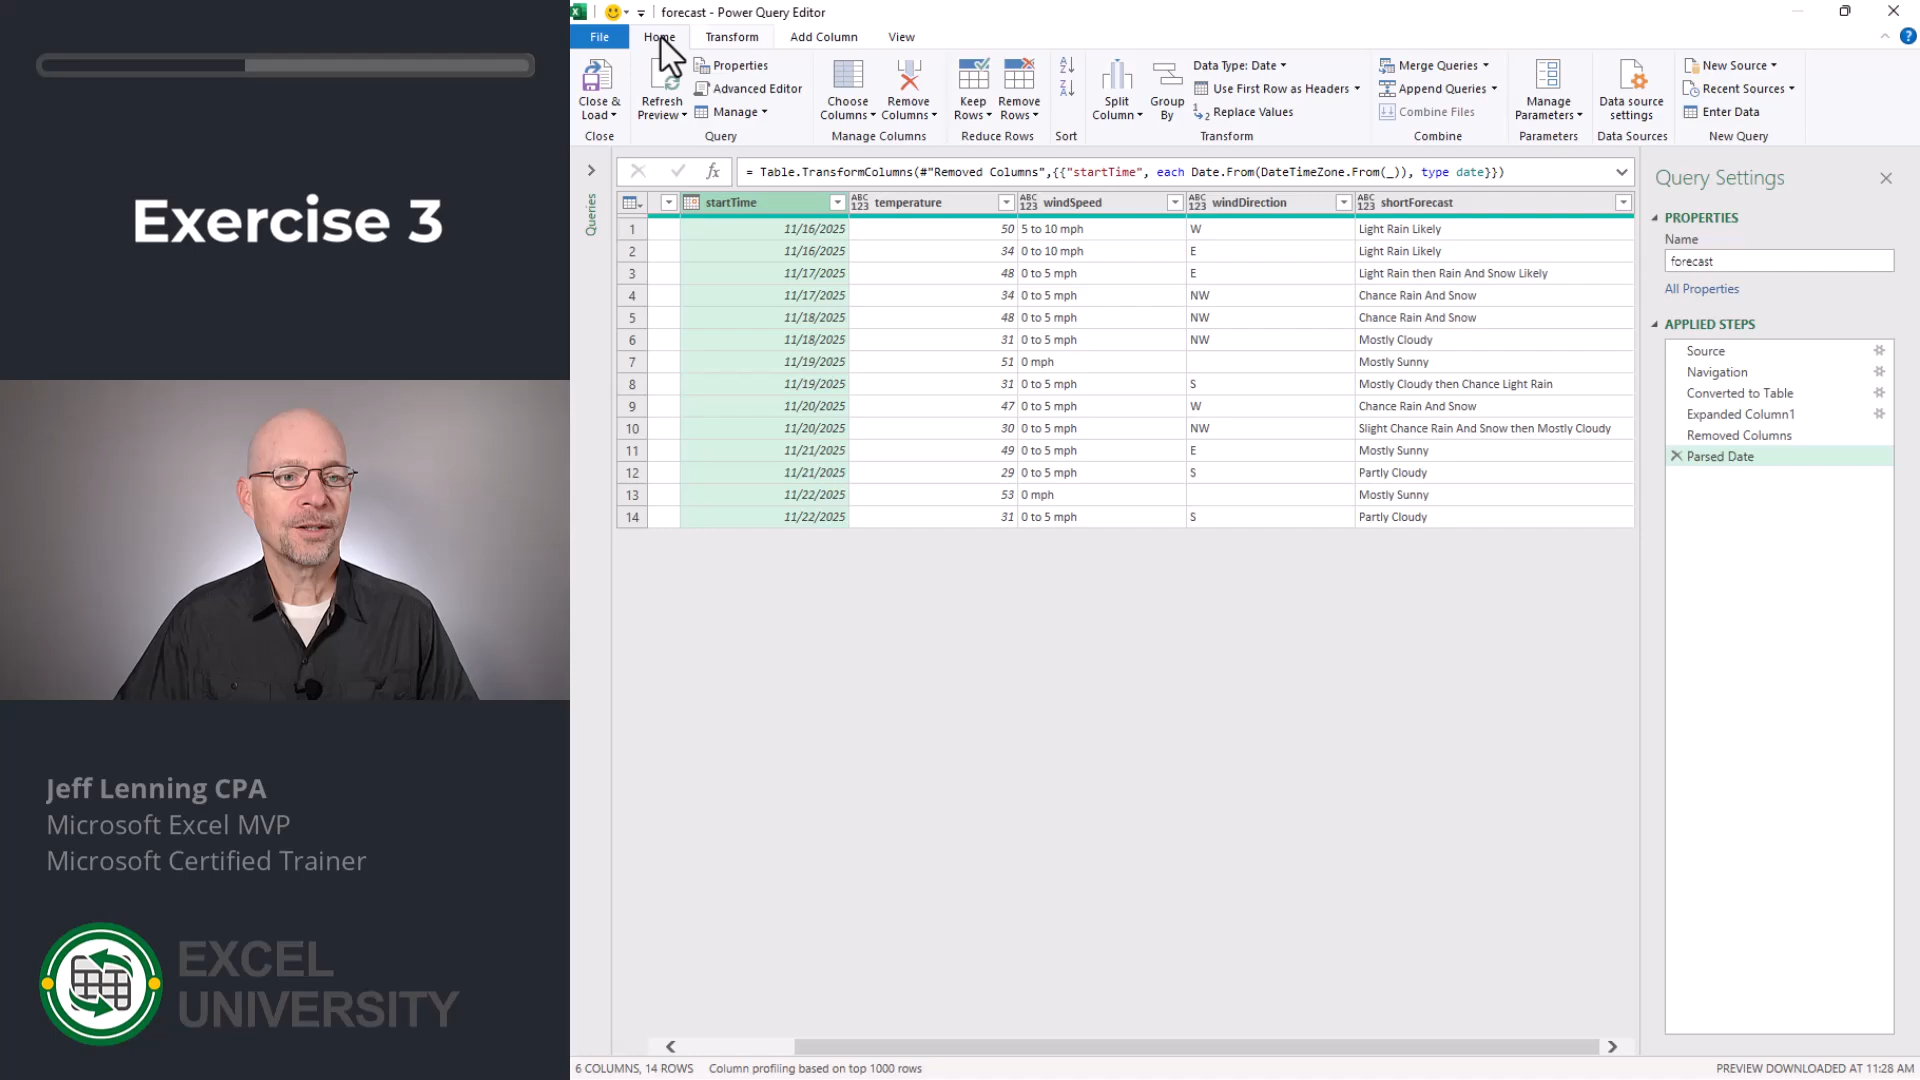 Exercise 3
Jeff Lenning CPA
Microsoft Excel MVP
Microsoft Certified Trainer
EXCEL
UNIVERSITY
forecast - Power Query Editor
File
Home
Transform
Add Column
View
Close & Load
Close
Refresh Preview
Properties
Advanced Editor
Manage
Query
Choose Columns
Remove Columns
Manage Columns
Keep Rows
Remove Rows
Reduce Rows
Sort
Split Column
Group By
Data Type: Date
Use First Row as Headers
Replace Values
Transform
Merge Queries
Append Queries
Combine Files
Combine
Manage Parameters
Parameters
Data source settings
Data Sources
New Source
Recent Sources
Enter Data
New Query
Queries
fx = Table.TransformColumns(#"Removed Columns",{{"startTime", each Date.From(DateTimeZone.From(_)), type date}})
startTime ABC 123 temperature ABC 123 windSpeed ABC 123 windDirection ABC 123 shortForecast
1 11/16/2025 50 5 to 10 mph W Light Rain Likely
2 11/16/2025 34 0 to 10 mph E Light Rain Likely
3 11/17/2025 48 0 to 5 mph E Light Rain then Rain And Snow Likely
4 11/17/2025 34 0 to 5 mph NW Chance Rain And Snow
5 11/18/2025 48 0 to 5 mph NW Chance Rain And Snow
6 11/18/2025 31 0 to 5 mph NW Mostly Cloudy
7 11/19/2025 51 0 mph Mostly Sunny
8 11/19/2025 31 0 to 5 mph S Mostly Cloudy then Chance Light Rain
9 11/20/2025 47 0 to 5 mph W Chance Rain And Snow
10 11/20/2025 30 0 to 5 mph NW Slight Chance Rain And Snow then Mostly Cloudy
11 11/21/2025 49 0 to 5 mph E Mostly Sunny
12 11/21/2025 29 0 to 5 mph S Partly Cloudy
13 11/22/2025 53 0 mph Mostly Sunny
14 11/22/2025 31 0 to 5 mph S Partly Cloudy
Query Settings
PROPERTIES
Name
forecast
All Properties
APPLIED STEPS
Source
Navigation
Converted to Table
Expanded Column1
Removed Columns
Parsed Date
6 COLUMNS, 14 ROWS Column profiling based on top 1000 rows
PREVIEW DOWNLOADED AT 11:28 AM